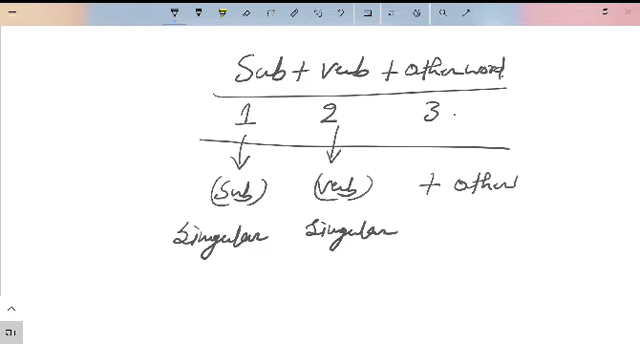 Sub + verb + other word
1 2 3.
(Sub) (verb) + other
Singular Singular